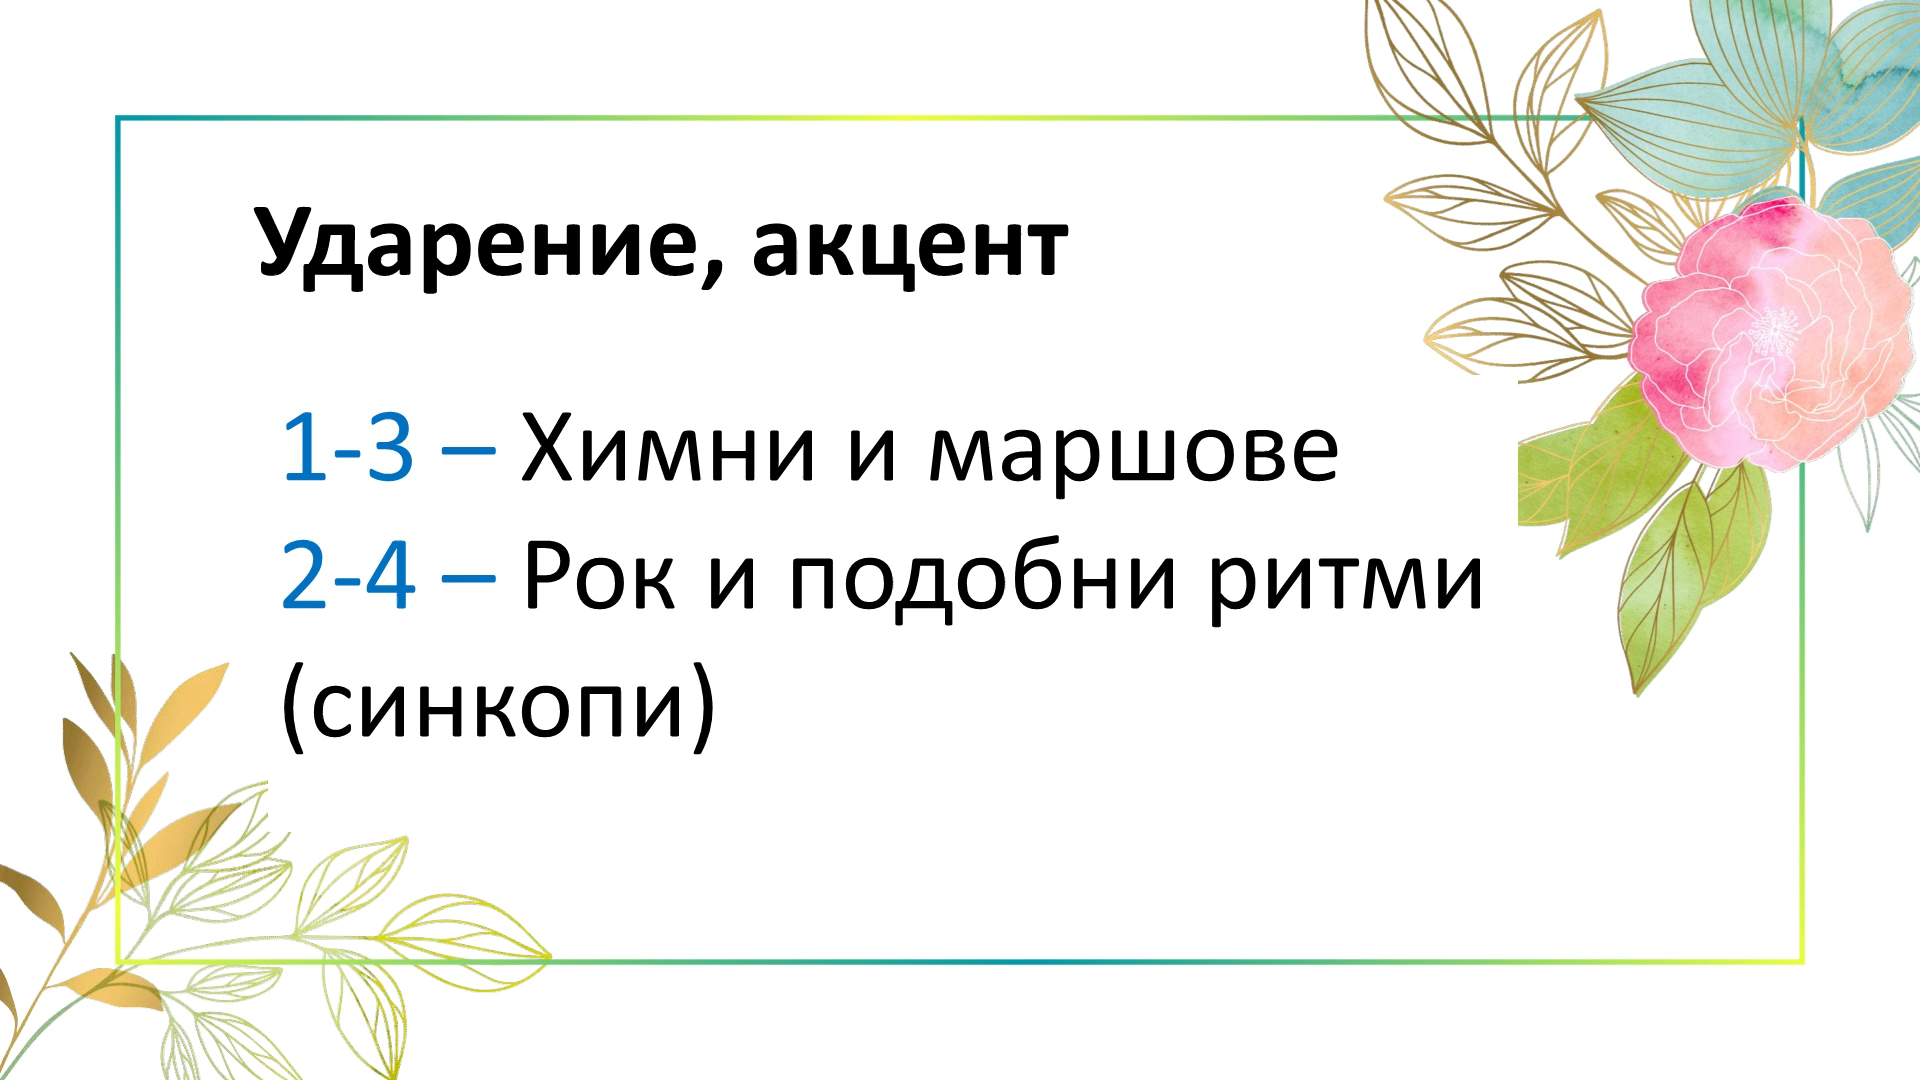 Ударение, акцент
1-3 – Химни и маршове
2-4 – Рок и подобни ритми
(синкопи)